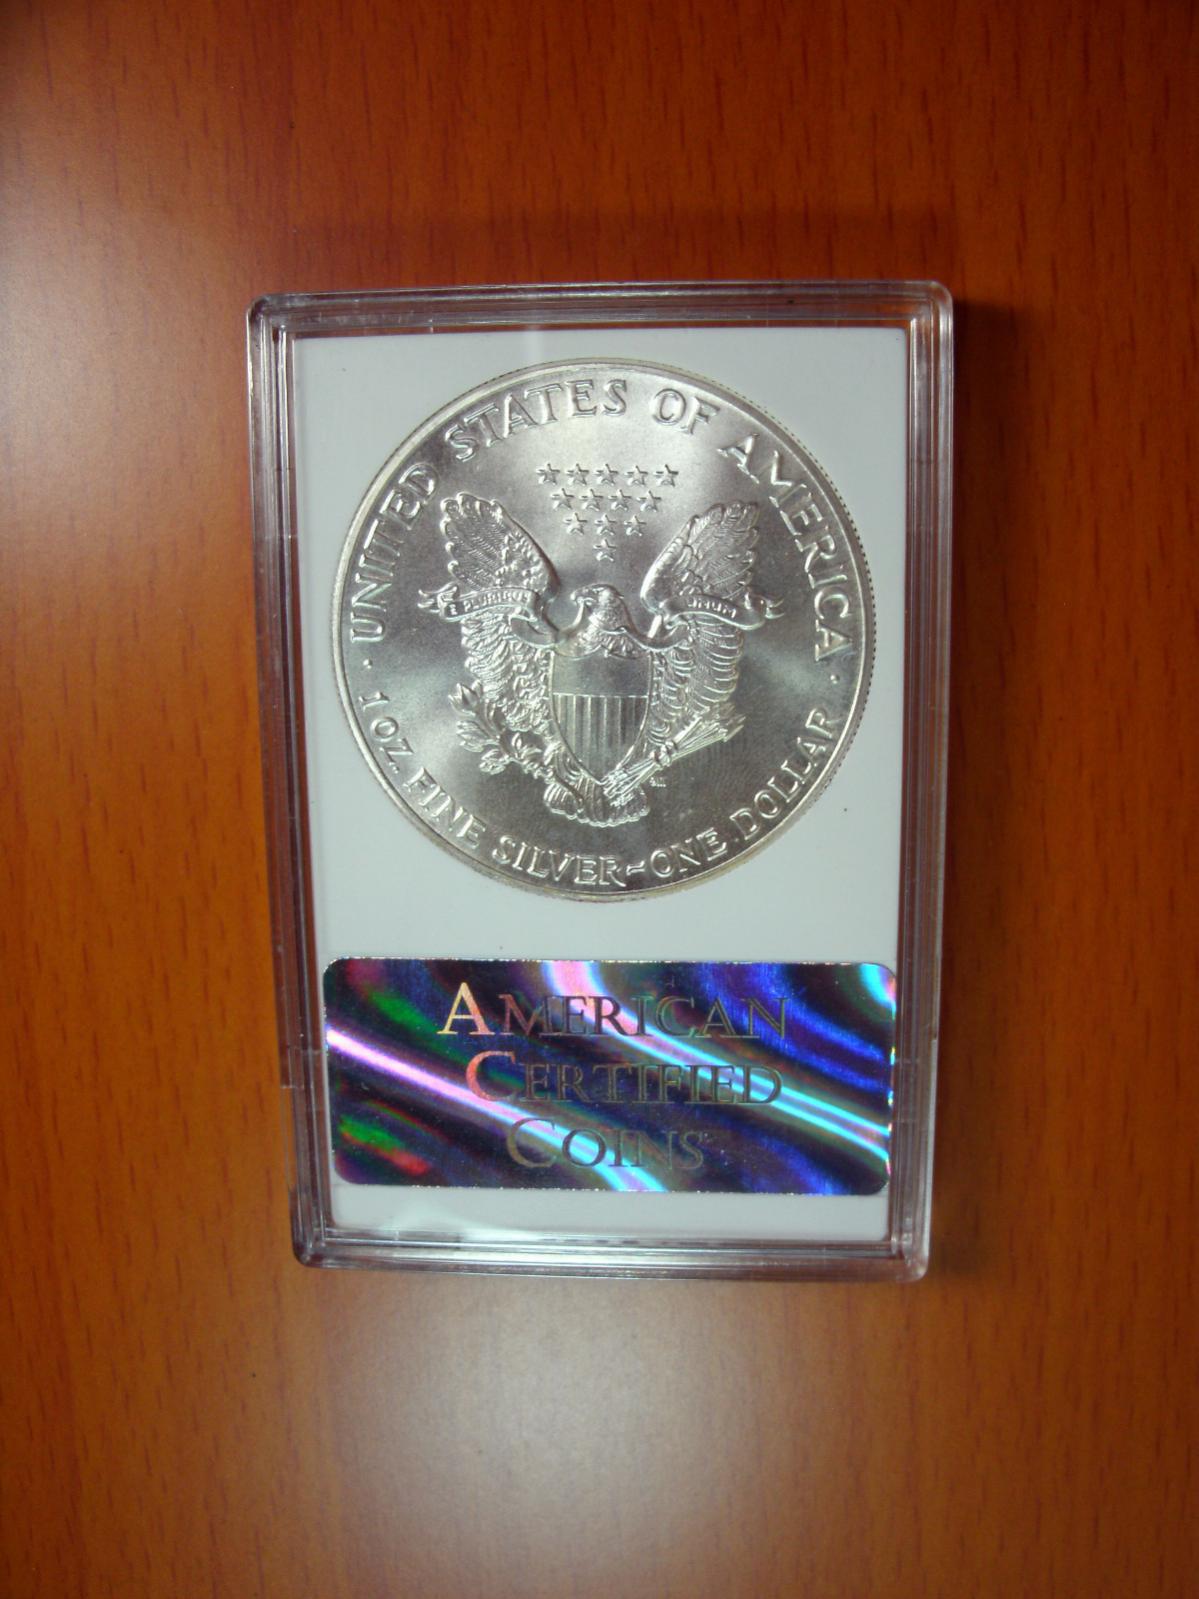 UNITED STATES OF AMERICA
E PLURIBUS UNUM
1 OZ. FINE SILVER~ONE DOLLAR
AMERICAN
CERTIFIED
COINS